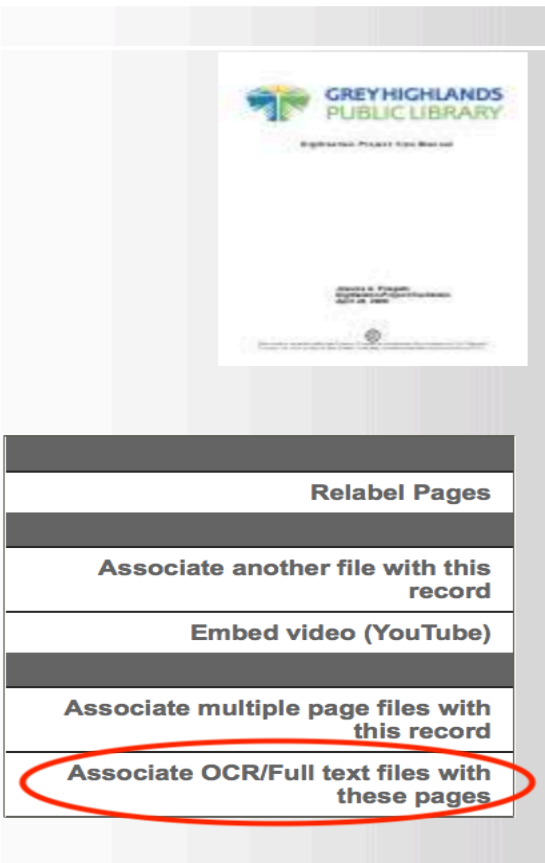 GREY HIGHLANDS
PUBLIC LIBRARY
Relabel Pages
Associate another file with this
record
Embed video (YouTube)
Associate multiple page files with
this record
Associate OCR/Full text files with
these pages